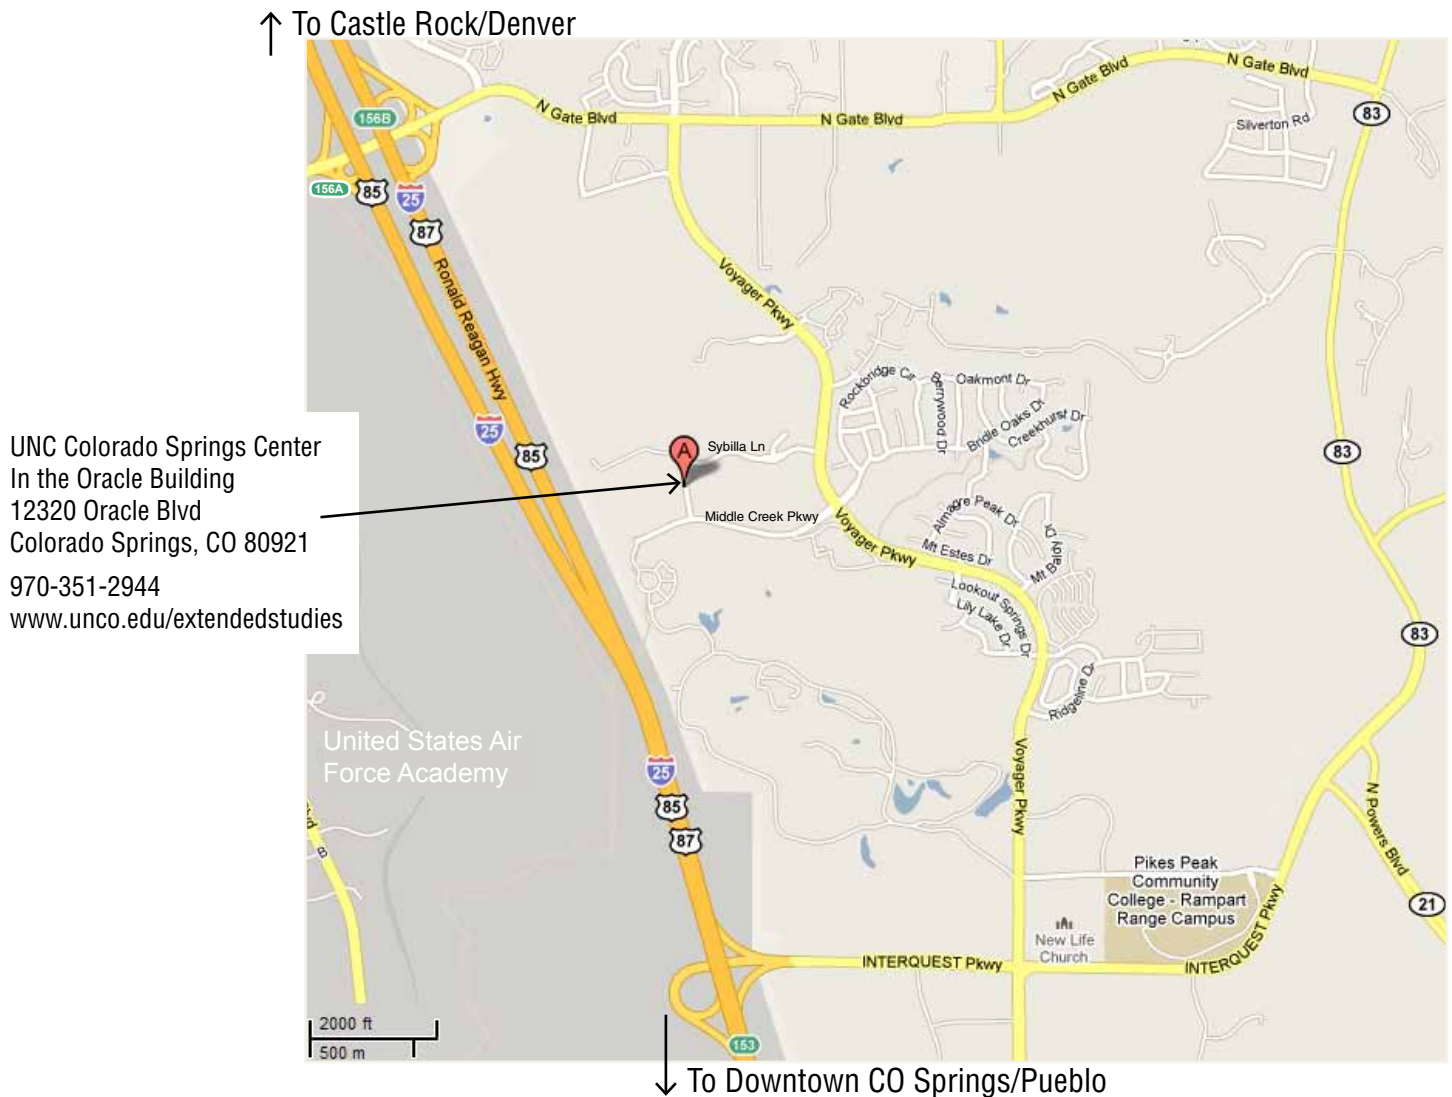 To Castle Rock/Denver
N Gate Blvd
N Gate Blvd
N Gate Blvd
N Gate Blvd
156B
83
Silverton Rd
156A
85
25
87
Ronald Reagan Hwy
Voyager Pkwy
Rockbridge Cir
Berrywood Dr
Oakmont Dr
Bridle Oaks Dr
Creekhurst Dr
25
85
A
Sybilla Ln
83
UNC Colorado Springs Center
In the Oracle Building
12320 Oracle Blvd
Colorado Springs, CO 80921
970-351-2944
www.unco.edu/extendedstudies
Middle Creek Pkwy
Voyager Pkwy
Almagre Peak Dr
Mt Estes Dr
Mt Baldy Dr
Lookout Springs Dr
Lily Lake Dr
83
Ridgeline Dr
United States Air
Force Academy
25
85
87
Voyager Pkwy
N Powers Blvd
lvd
B
Pikes Peak
Community
College - Rampart
Range Campus
21
New Life
Church
INTERQUEST Pkwy
INTERQUEST Pkwy
2000 ft
500 m
153
To Downtown CO Springs/Pueblo